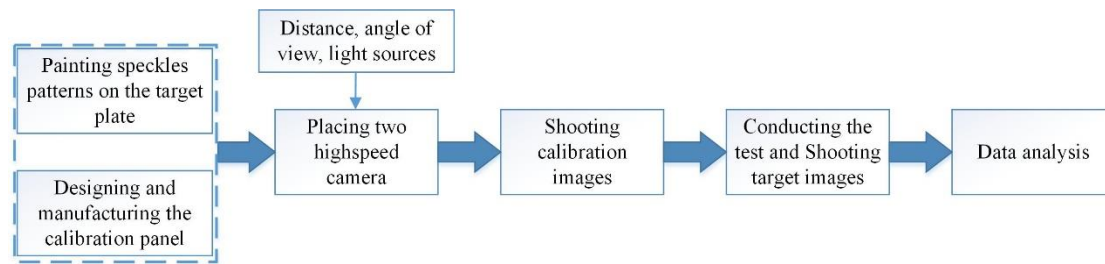 Painting speckles
patterns on the target
plate
Designing and
manufacturing the
calibration panel
Distance, angle of
view, light sources
Placing two
highspeed
camera
Shooting
calibration
images
Conducting the
test and Shooting
target images
Data analysis